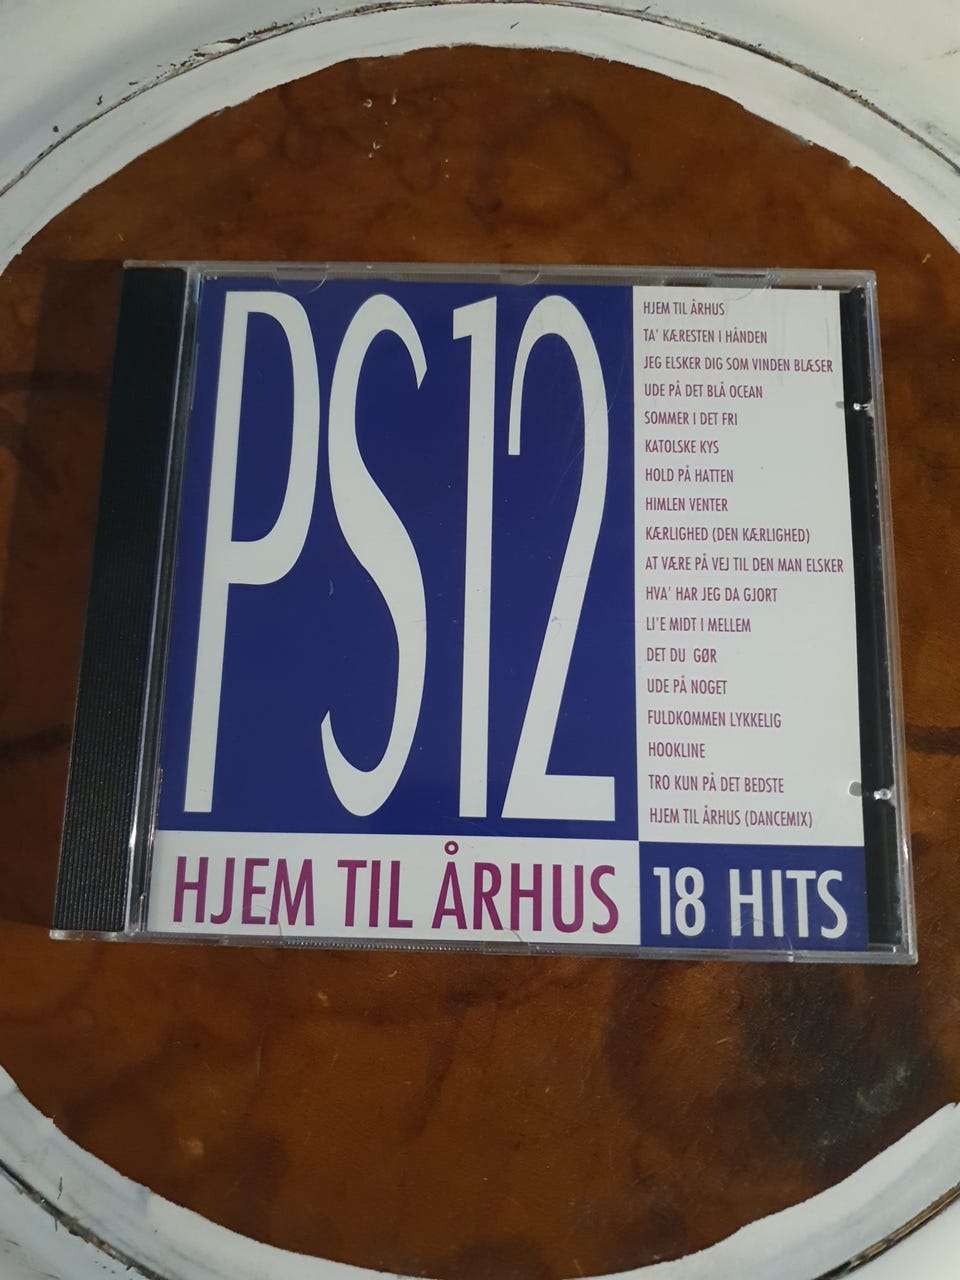 PS12
HJEM TIL ÅRHUS
TA' KÆRESTEN I HÅNDEN
JEG ELSKER DIG SOM VINDEN BLÆSER
UDE PÅ DET BLÅ OCEAN
SOMMER I DET FRI
KATOLSKE KYS
HOLD PÅ HATTEN
HIMLEN VENTER
KÆRLIGHED (DEN KÆRLIGHED)
AT VÆRE PÅ VEJ TIL DEN MAN ELSKER
HVA' HAR JEG DA GJORT
LI'E MIDT I MELLEM
DET DU GØR
UDE PÅ NOGET
FULDKOMMEN LYKKELIG
HOOKLINE
TRO KUN PÅ DET BEDSTE
HJEM TIL ÅRHUS (DANCEMIX)
HJEM TIL ÅRHUS
18 HITS